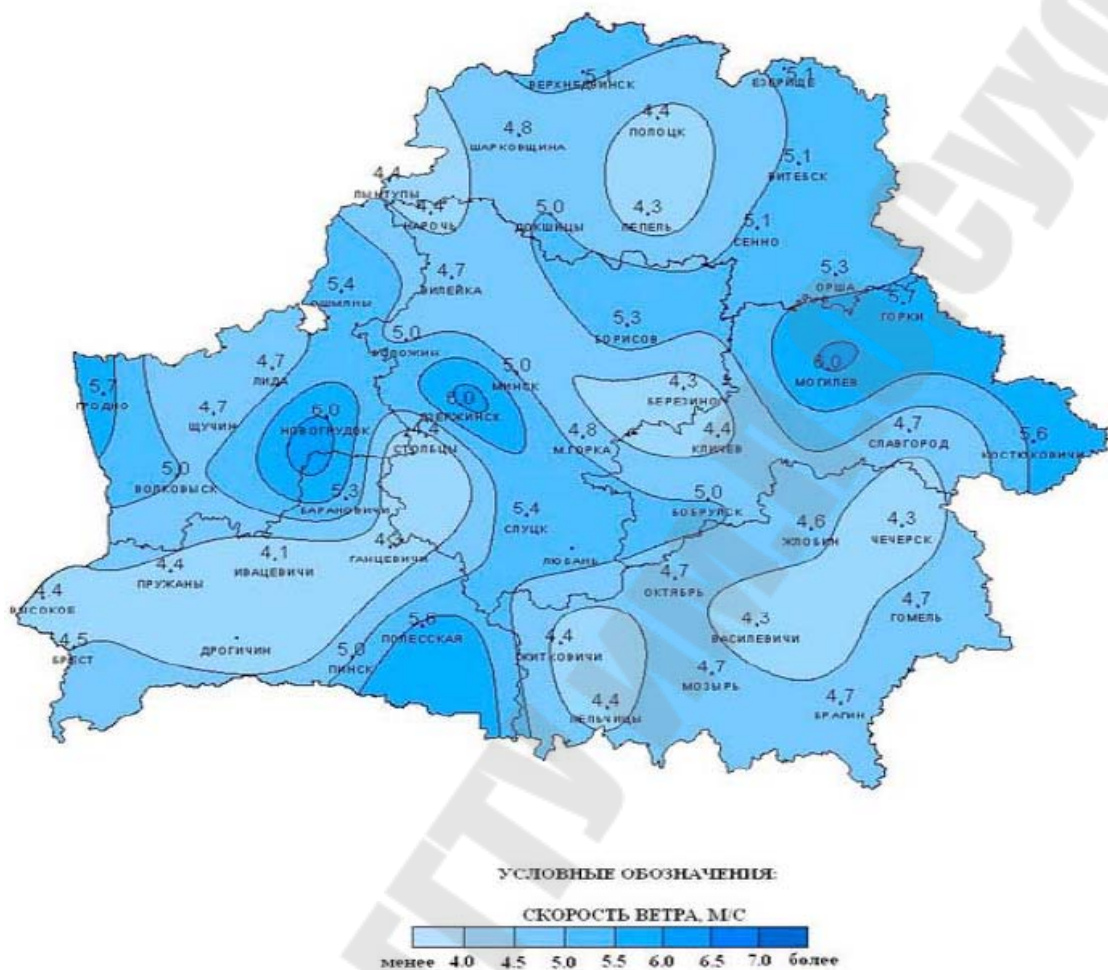 5.1
ВЕРХНЕДВИНСК
5.1
ЕЗЕРИЩЕ
4.4
ПОЛОЦК
4.8
ШАРКОВЩИНА
5.1
ВИТЕБСК
4.4
ЛЫНТУПЫ
4.4
НАРОЧЬ
5.0
ДОКШИЦЫ
4.3
ЛЕПЕЛЬ
5.1
СЕННО
4.7
ВИЛЕЙКА
5.3
ОРША
5.4
ОШМЯНЫ
5.7
ГОРКИ
5.3
БОРИСОВ
5.0
ВОЛОЖИН
5.0
МИНСК
6.0
МОГИЛЕВ
4.7
ЛИДА
5.7
ГРОДНО
4.3
БЕРЕЗИНО
6.0
ДЗЕРЖИНСК
4.7
ЩУЧИН
6.0
НОВОГРУДОК
4.4
СТОЛБЦЫ
4.8
М.ГОРКА
4.4
КЛИЧЕВ
4.7
СЛАВГОРОД
5.6
КОСТЮКОВИЧИ
5.0
ВОЛКОВЫСК
5.3
БАРАНОВИЧИ
5.0
БОБРУЙСК
5.4
СЛУЦК
4.6
ЖЛОБИН
4.3
ЧЕЧЕРСК
ГАНЦЕВИЧИ
4.1
ИВАЦЕВИЧИ
ЛЮБАНЬ
4.4
ПРУЖАНЫ
4.7
ОКТЯБРЬ
4.4
ВЫСОКОЕ
4.7
ГОМЕЛЬ
4.3
ВАСИЛЕВИЧИ
5.6
ПОЛЕССКАЯ
4.5
БРЕСТ
ДРОГИЧИН
5.0
ПИНСК
4.4
ЖИТКОВИЧИ
4.7
МОЗЫРЬ
4.4
ЛЕЛЬЧИЦЫ
4.7
БРАГИН
УСЛОВНЫЕ ОБОЗНАЧЕНИЯ:
СКОРОСТЬ ВЕТРА, М/С
менее 4.0 4.5 5.0 5.5 6.0 6.5 7.0 более